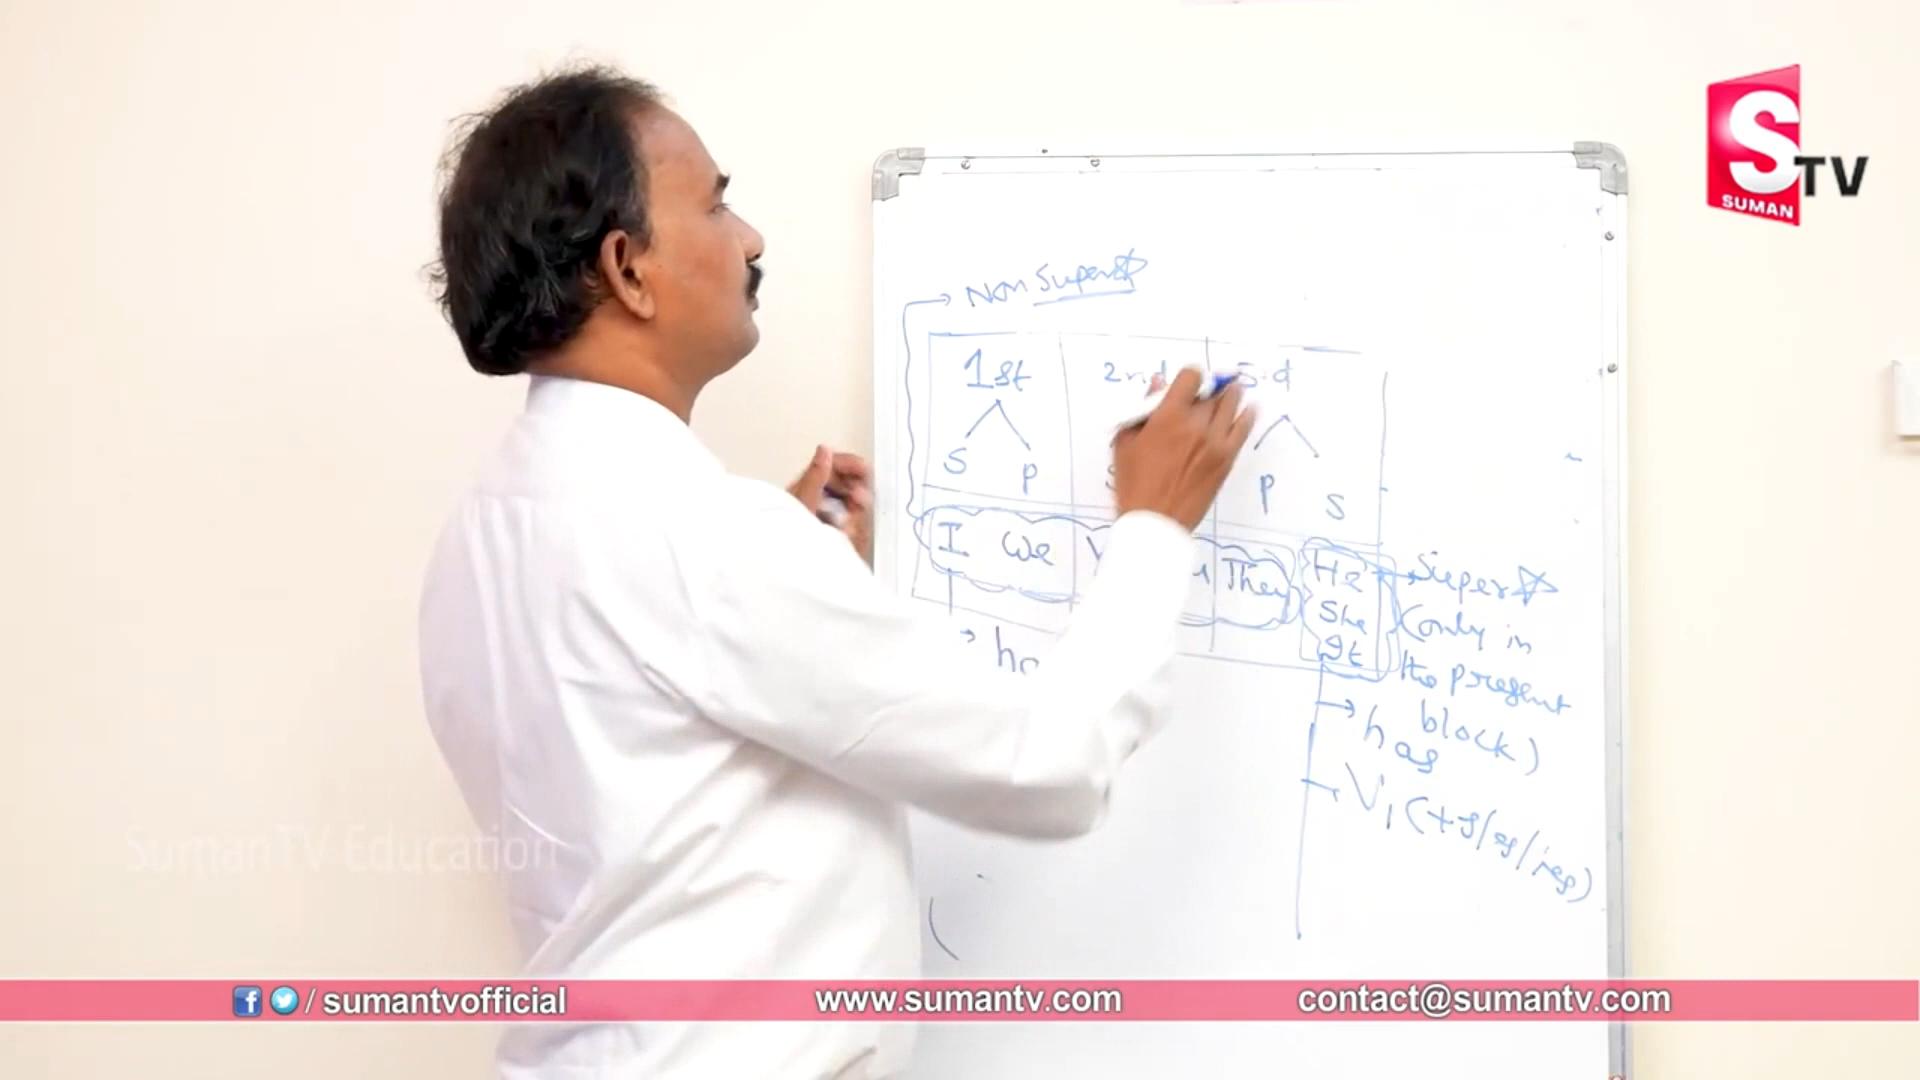 S
TV
SUMAN
Non Super☆
1st 2nd
S P P S
I We They He
She
It
Super☆
(only in
the present
block)
has
V1 (+s/es/ies)
SumanTV Education
/ sumantvofficial www.sumantv.com contact@sumantv.com